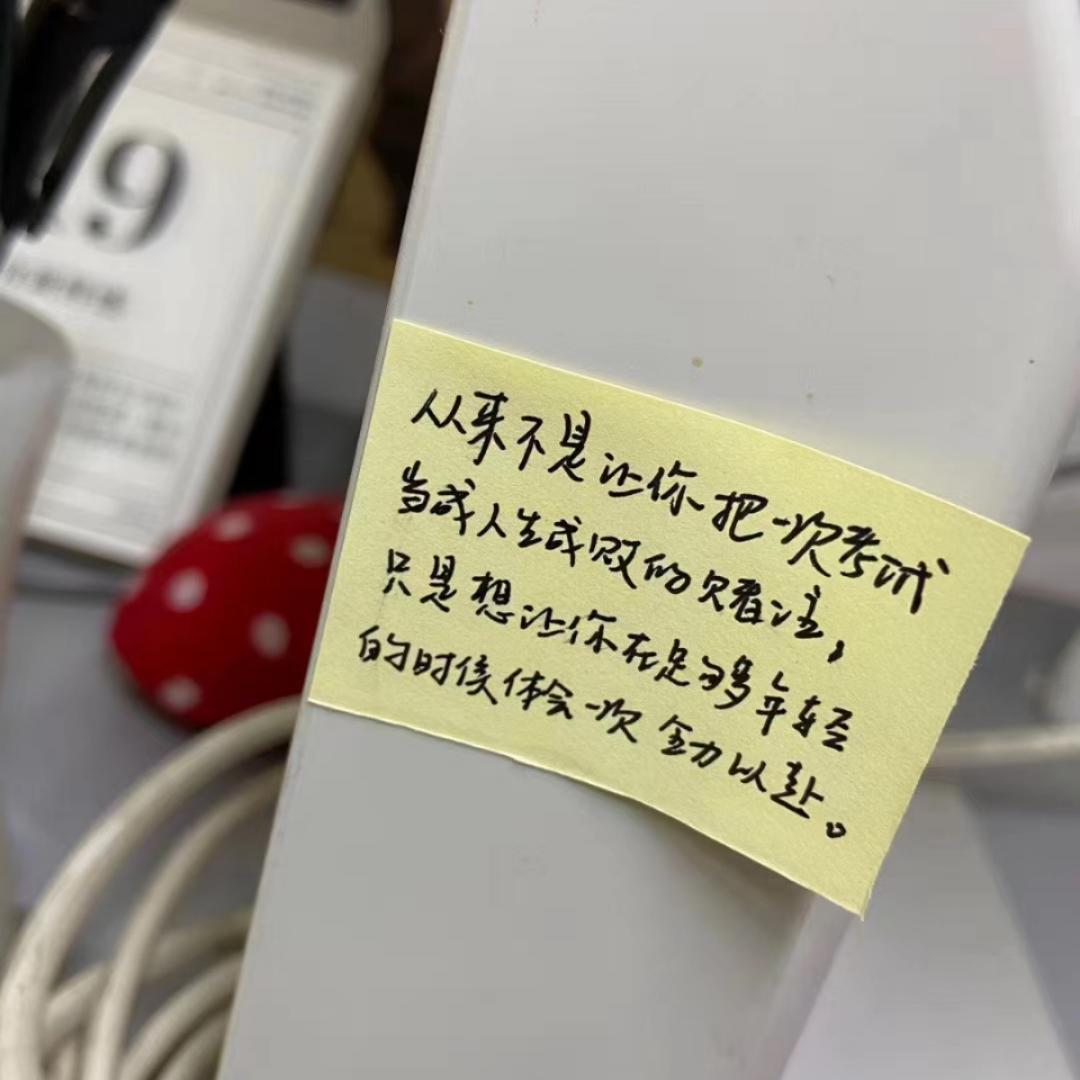 9
从来不是让你把一次考试
当成人生成败的赌注，
只是想让你在足够年轻
的时候体会一次全力以赴。